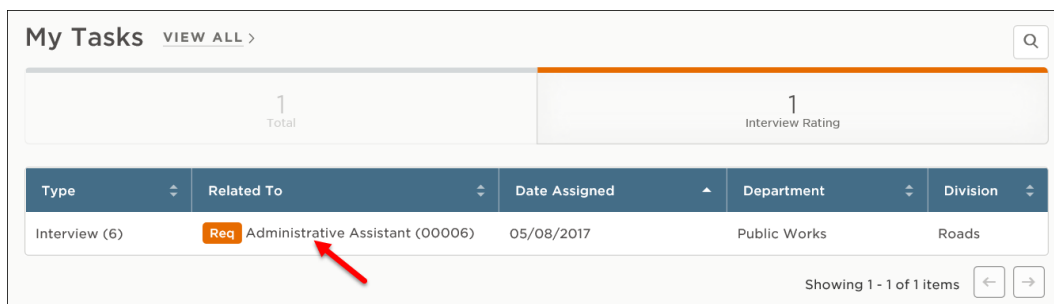 My Tasks VIEW ALL >
1
Total
1
Interview Rating
Type Related To Date Assigned Department Division
Interview (6) Req Administrative Assistant (00006) 05/08/2017 Public Works Roads
Showing 1 - 1 of 1 items